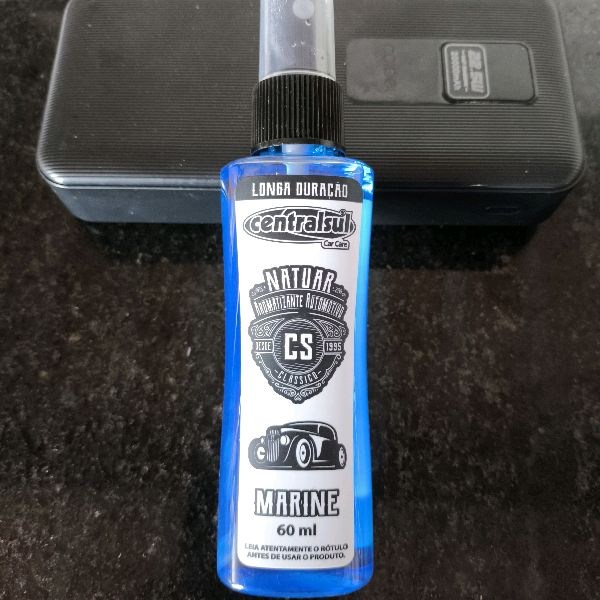 LONGA DURAÇÃO
centralsul
Car Care
NATUAR
AROMATIZANTE AUTOMOTIVO
DESDE CS 1995
CLÁSSICO
MARINE
60 ml
LEIA ATENTAMENTE O RÓTULO
ANTES DE USAR O PRODUTO.